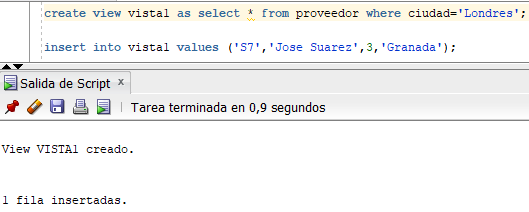 create view vista1 as select * from proveedor where ciudad='Londres';
insert into vista1 values ('S7','Jose Suarez',3,'Granada');
Salida de Script x
Tarea terminada en 0,9 segundos
View VISTA1 creado.
1 fila insertadas.